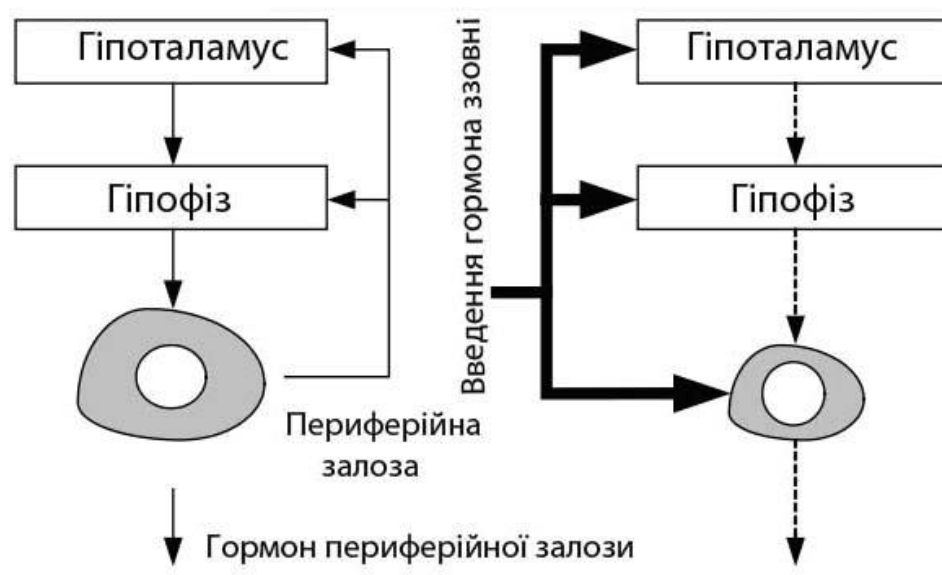 Гіпоталамус
Гіпофіз
Периферійна
залоза
Гормон периферійної залози
Введення гормона ззовні
Гіпоталамус
Гіпофіз